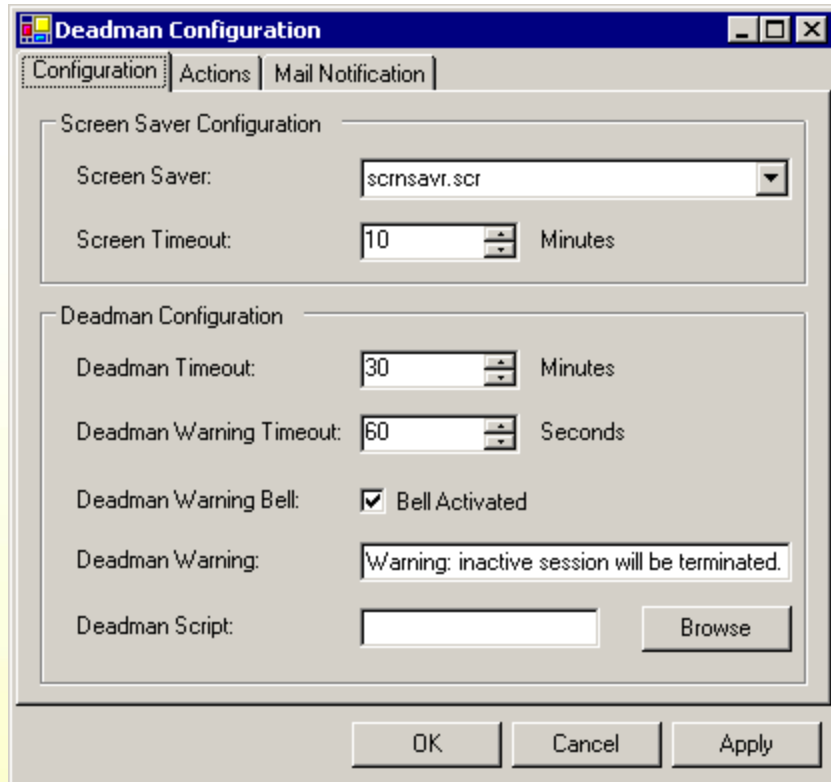 Deadman Configuration
Configuration Actions Mail Notification
Screen Saver Configuration
Screen Saver: scrnsavr.scr
Screen Timeout: 10 Minutes
Deadman Configuration
Deadman Timeout: 30 Minutes
Deadman Warning Timeout: 60 Seconds
Deadman Warning Bell: Bell Activated
Deadman Warning: Warning: inactive session will be terminated.
Deadman Script: Browse
OK Cancel Apply